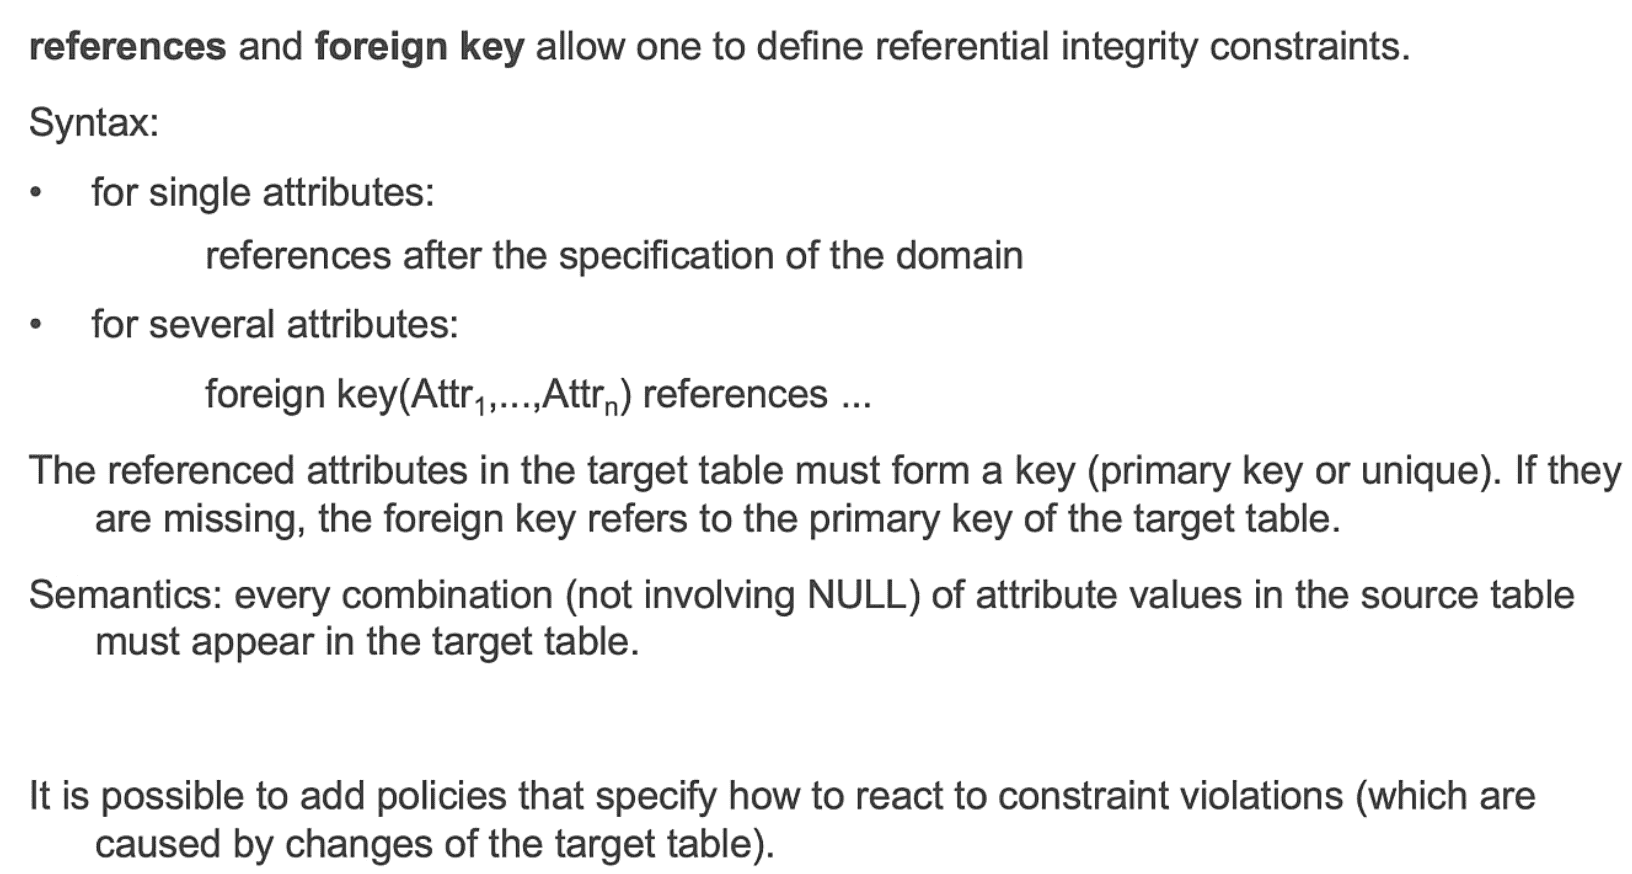 references and foreign key allow one to define referential integrity constraints.
Syntax:
• for single attributes:
references after the specification of the domain
• for several attributes:
foreign key(Attr₁,...,Attrₙ) references ...
The referenced attributes in the target table must form a key (primary key or unique). If they
are missing, the foreign key refers to the primary key of the target table.
Semantics: every combination (not involving NULL) of attribute values in the source table
must appear in the target table.
It is possible to add policies that specify how to react to constraint violations (which are
caused by changes of the target table).